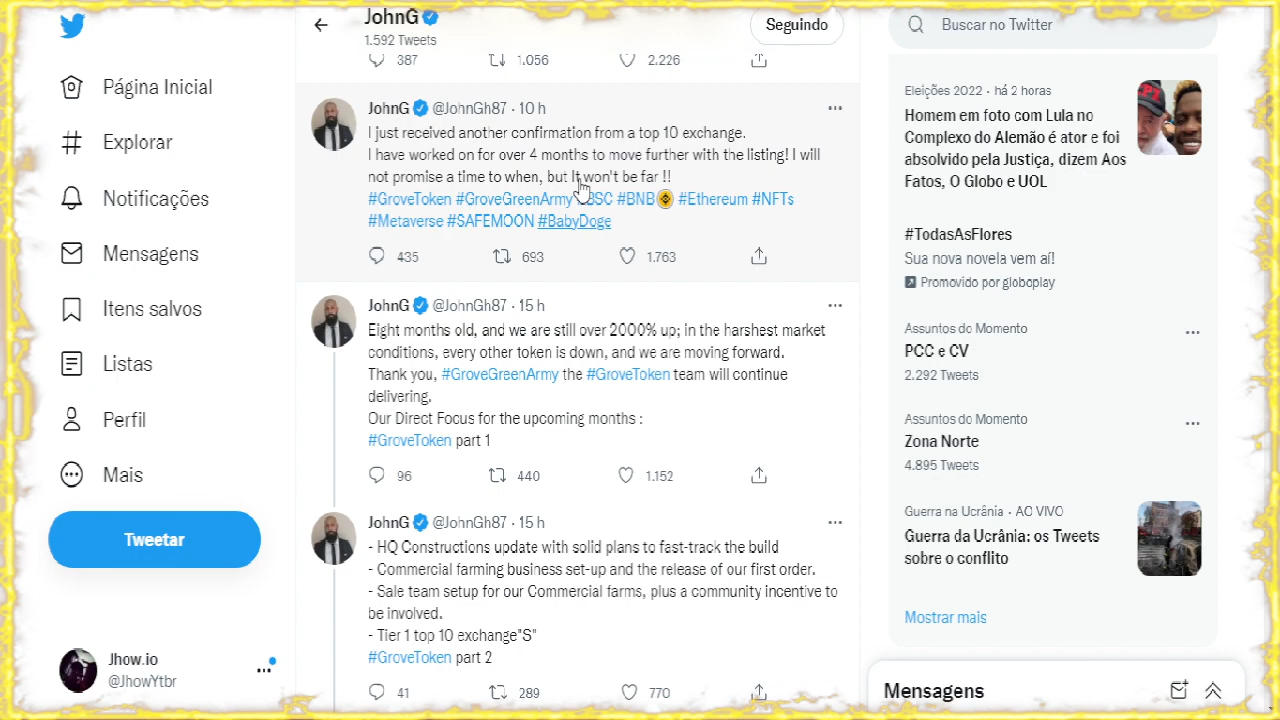 JohnG
1.592 Tweets
Seguindo
Buscar no Twitter
Página Inicial
Explorar
Notificações
Mensagens
Itens salvos
Listas
Perfil
Mais
Tweetar
Jhow.io
@JhowYtbr
387 1.056 2.226
JohnG @JohnGh87 · 10 h
I just received another confirmation from a top 10 exchange.
I have worked on for over 4 months to move further with the listing! I will
not promise a time to when, but It won't be far !!
#GroveToken #GroveGreenArmy BSC #BNB #Ethereum #NFTs
#Metaverse #SAFEMOON #BabyDoge
435 693 1.763
JohnG @JohnGh87 · 15 h
Eight months old, and we are still over 2000% up; in the harshest market
conditions, every other token is down, and we are moving forward.
Thank you, #GroveGreenArmy the #GroveToken team will continue
delivering.
Our Direct Focus for the upcoming months :
#GroveToken part 1
96 440 1.152
JohnG @JohnGh87 · 15 h
- HQ Constructions update with solid plans to fast-track the build
- Commercial farming business set-up and the release of our first order.
- Sale team setup for our Commercial farms, plus a community incentive to
be involved.
- Tier 1 top 10 exchange"S"
#GroveToken part 2
41 289 770
Eleições 2022 · há 2 horas
Homem em foto com Lula no
Complexo do Alemão é ator e foi
absolvido pela Justiça, dizem Aos
Fatos, O Globo e UOL
#TodasAsFlores
Sua nova novela vem aí!
Promovido por globoplay
Assuntos do Momento
PCC e CV
2.292 Tweets
Assuntos do Momento
Zona Norte
4.895 Tweets
Guerra na Ucrânia · AO VIVO
Guerra da Ucrânia: os Tweets
sobre o conflito
Mostrar mais
Mensagens